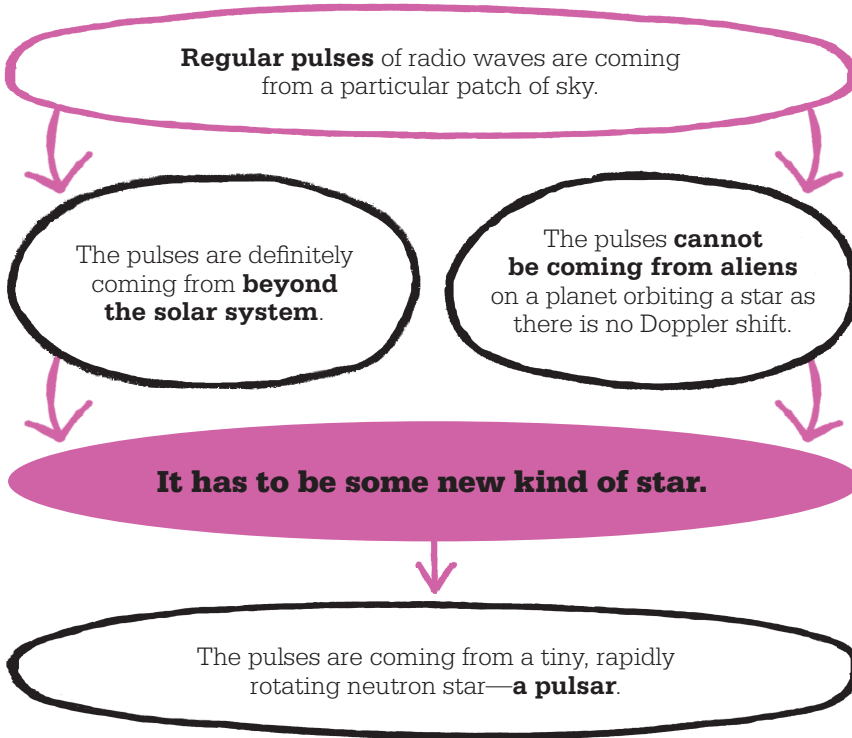 Regular pulses of radio waves are coming
from a particular patch of sky.
The pulses are definitely
coming from beyond
the solar system.
The pulses cannot
be coming from aliens
on a planet orbiting a star as
there is no Doppler shift.
It has to be some new kind of star.
The pulses are coming from a tiny, rapidly
rotating neutron star—a pulsar.